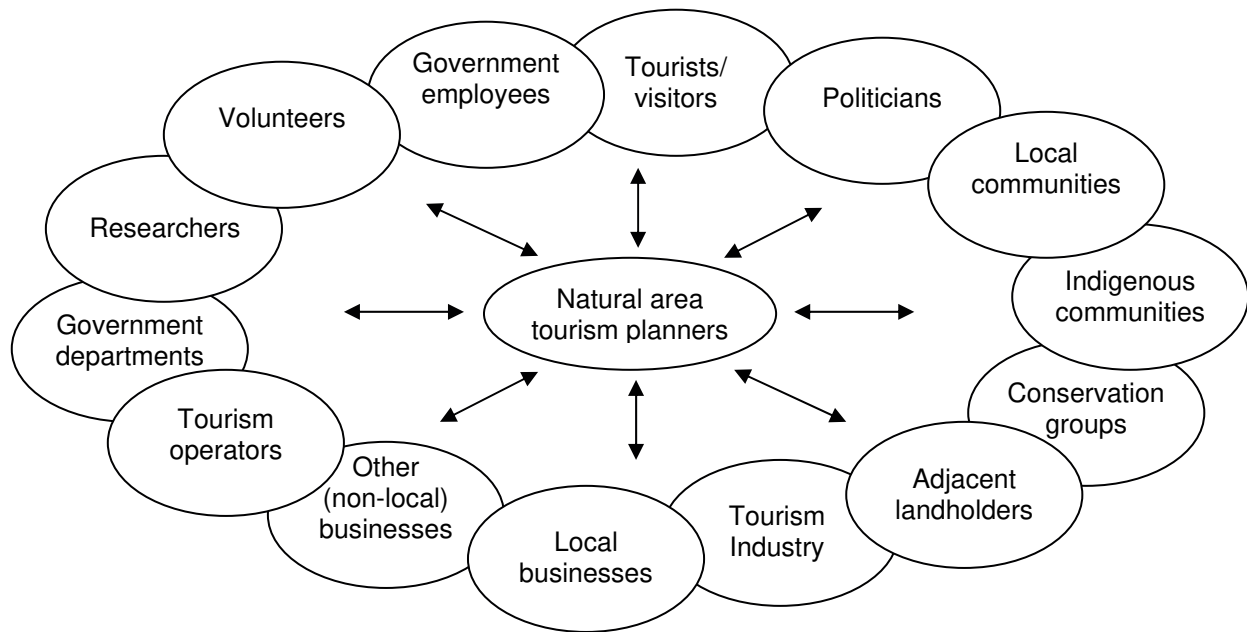 Government
employees
Tourists/
visitors
Politicians
Volunteers
Local
communities
Researchers
Indigenous
communities
Natural area
tourism planners
Government
departments
Conservation
groups
Tourism
operators
Adjacent
landholders
Other
(non-local)
businesses
Tourism
Industry
Local
businesses